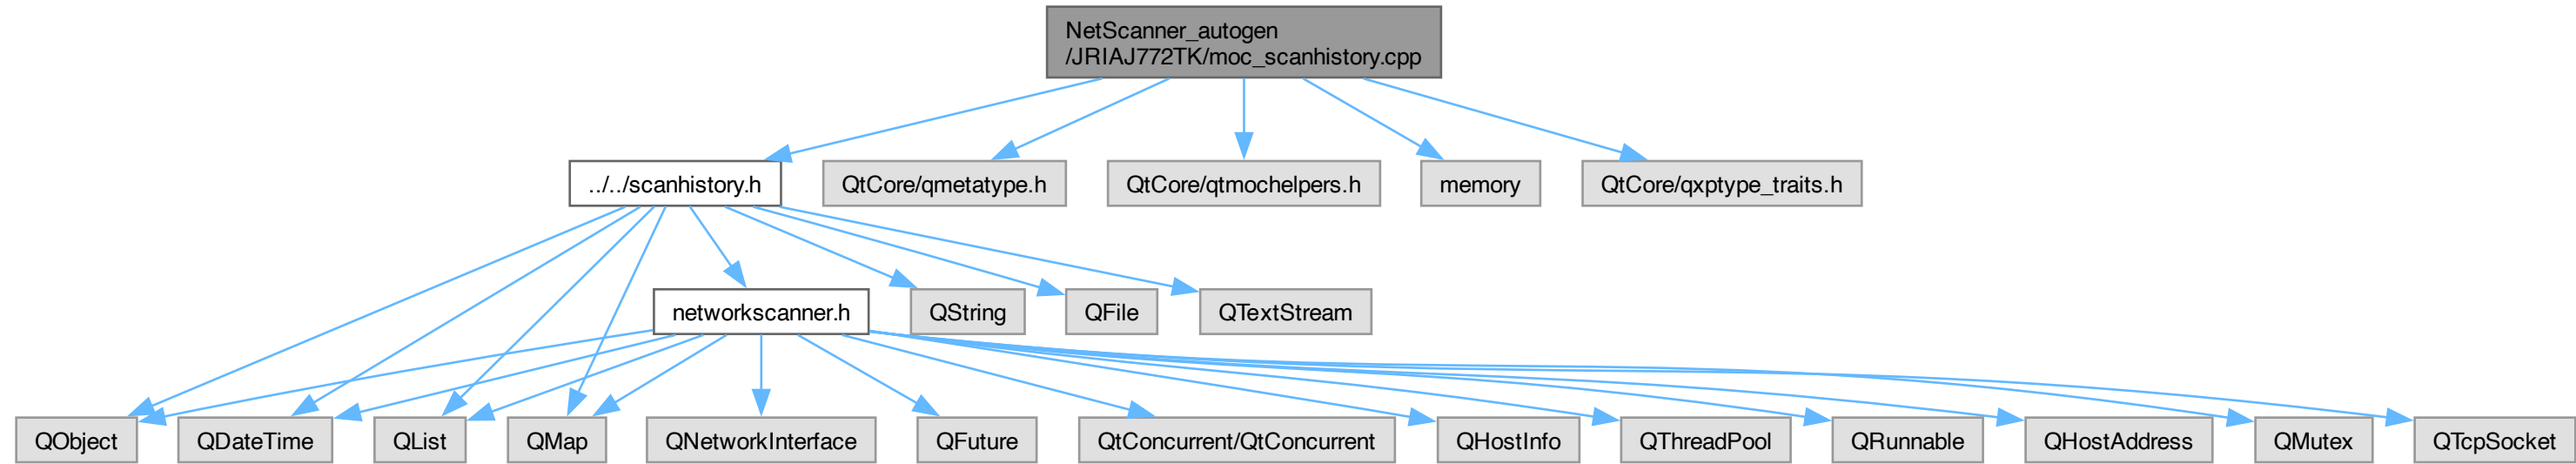 NetScanner_autogen
/JRIAJ772TK/moc_scanhistory.cpp
../../scanhistory.h
QtCore/qmetatype.h
QtCore/qtmochelpers.h
memory
QtCore/qxptype_traits.h
networkscanner.h
QString
QFile
QTextStream
QObject
QDateTime
QList
QMap
QNetworkInterface
QFuture
QtConcurrent/QtConcurrent
QHostInfo
QThreadPool
QRunnable
QHostAddress
QMutex
QTcpSocket